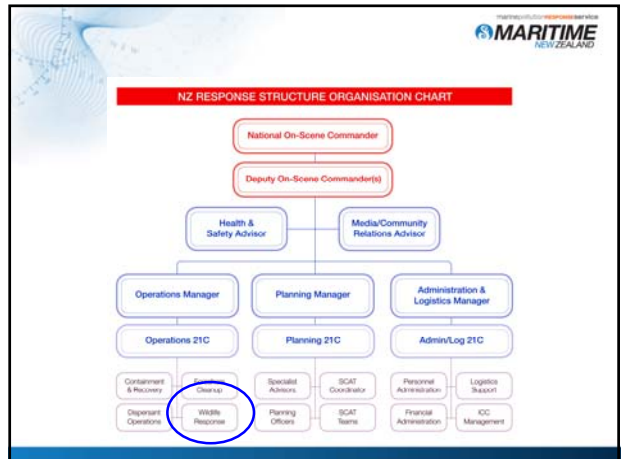 marinepollutionRESPONSEservice
MARITIME
NEW ZEALAND
NZ RESPONSE STRUCTURE ORGANISATION CHART
National On-Scene Commander
Deputy On-Scene Commander(s)
Health &
Safety Advisor
Media/Community
Relations Advisor
Operations Manager
Planning Manager
Administration &
Logistics Manager
Operations 21C
Planning 21C
Admin/Log 21C
Containment
& Recovery
Cleanup
Specialist
Advisors
SCAT
Coordinator
Personnel
Administration
Logistics
Support
Dispersant
Operations
Wildlife
Response
Planning
Officers
SCAT
Teams
Financial
Administration
ICC
Management